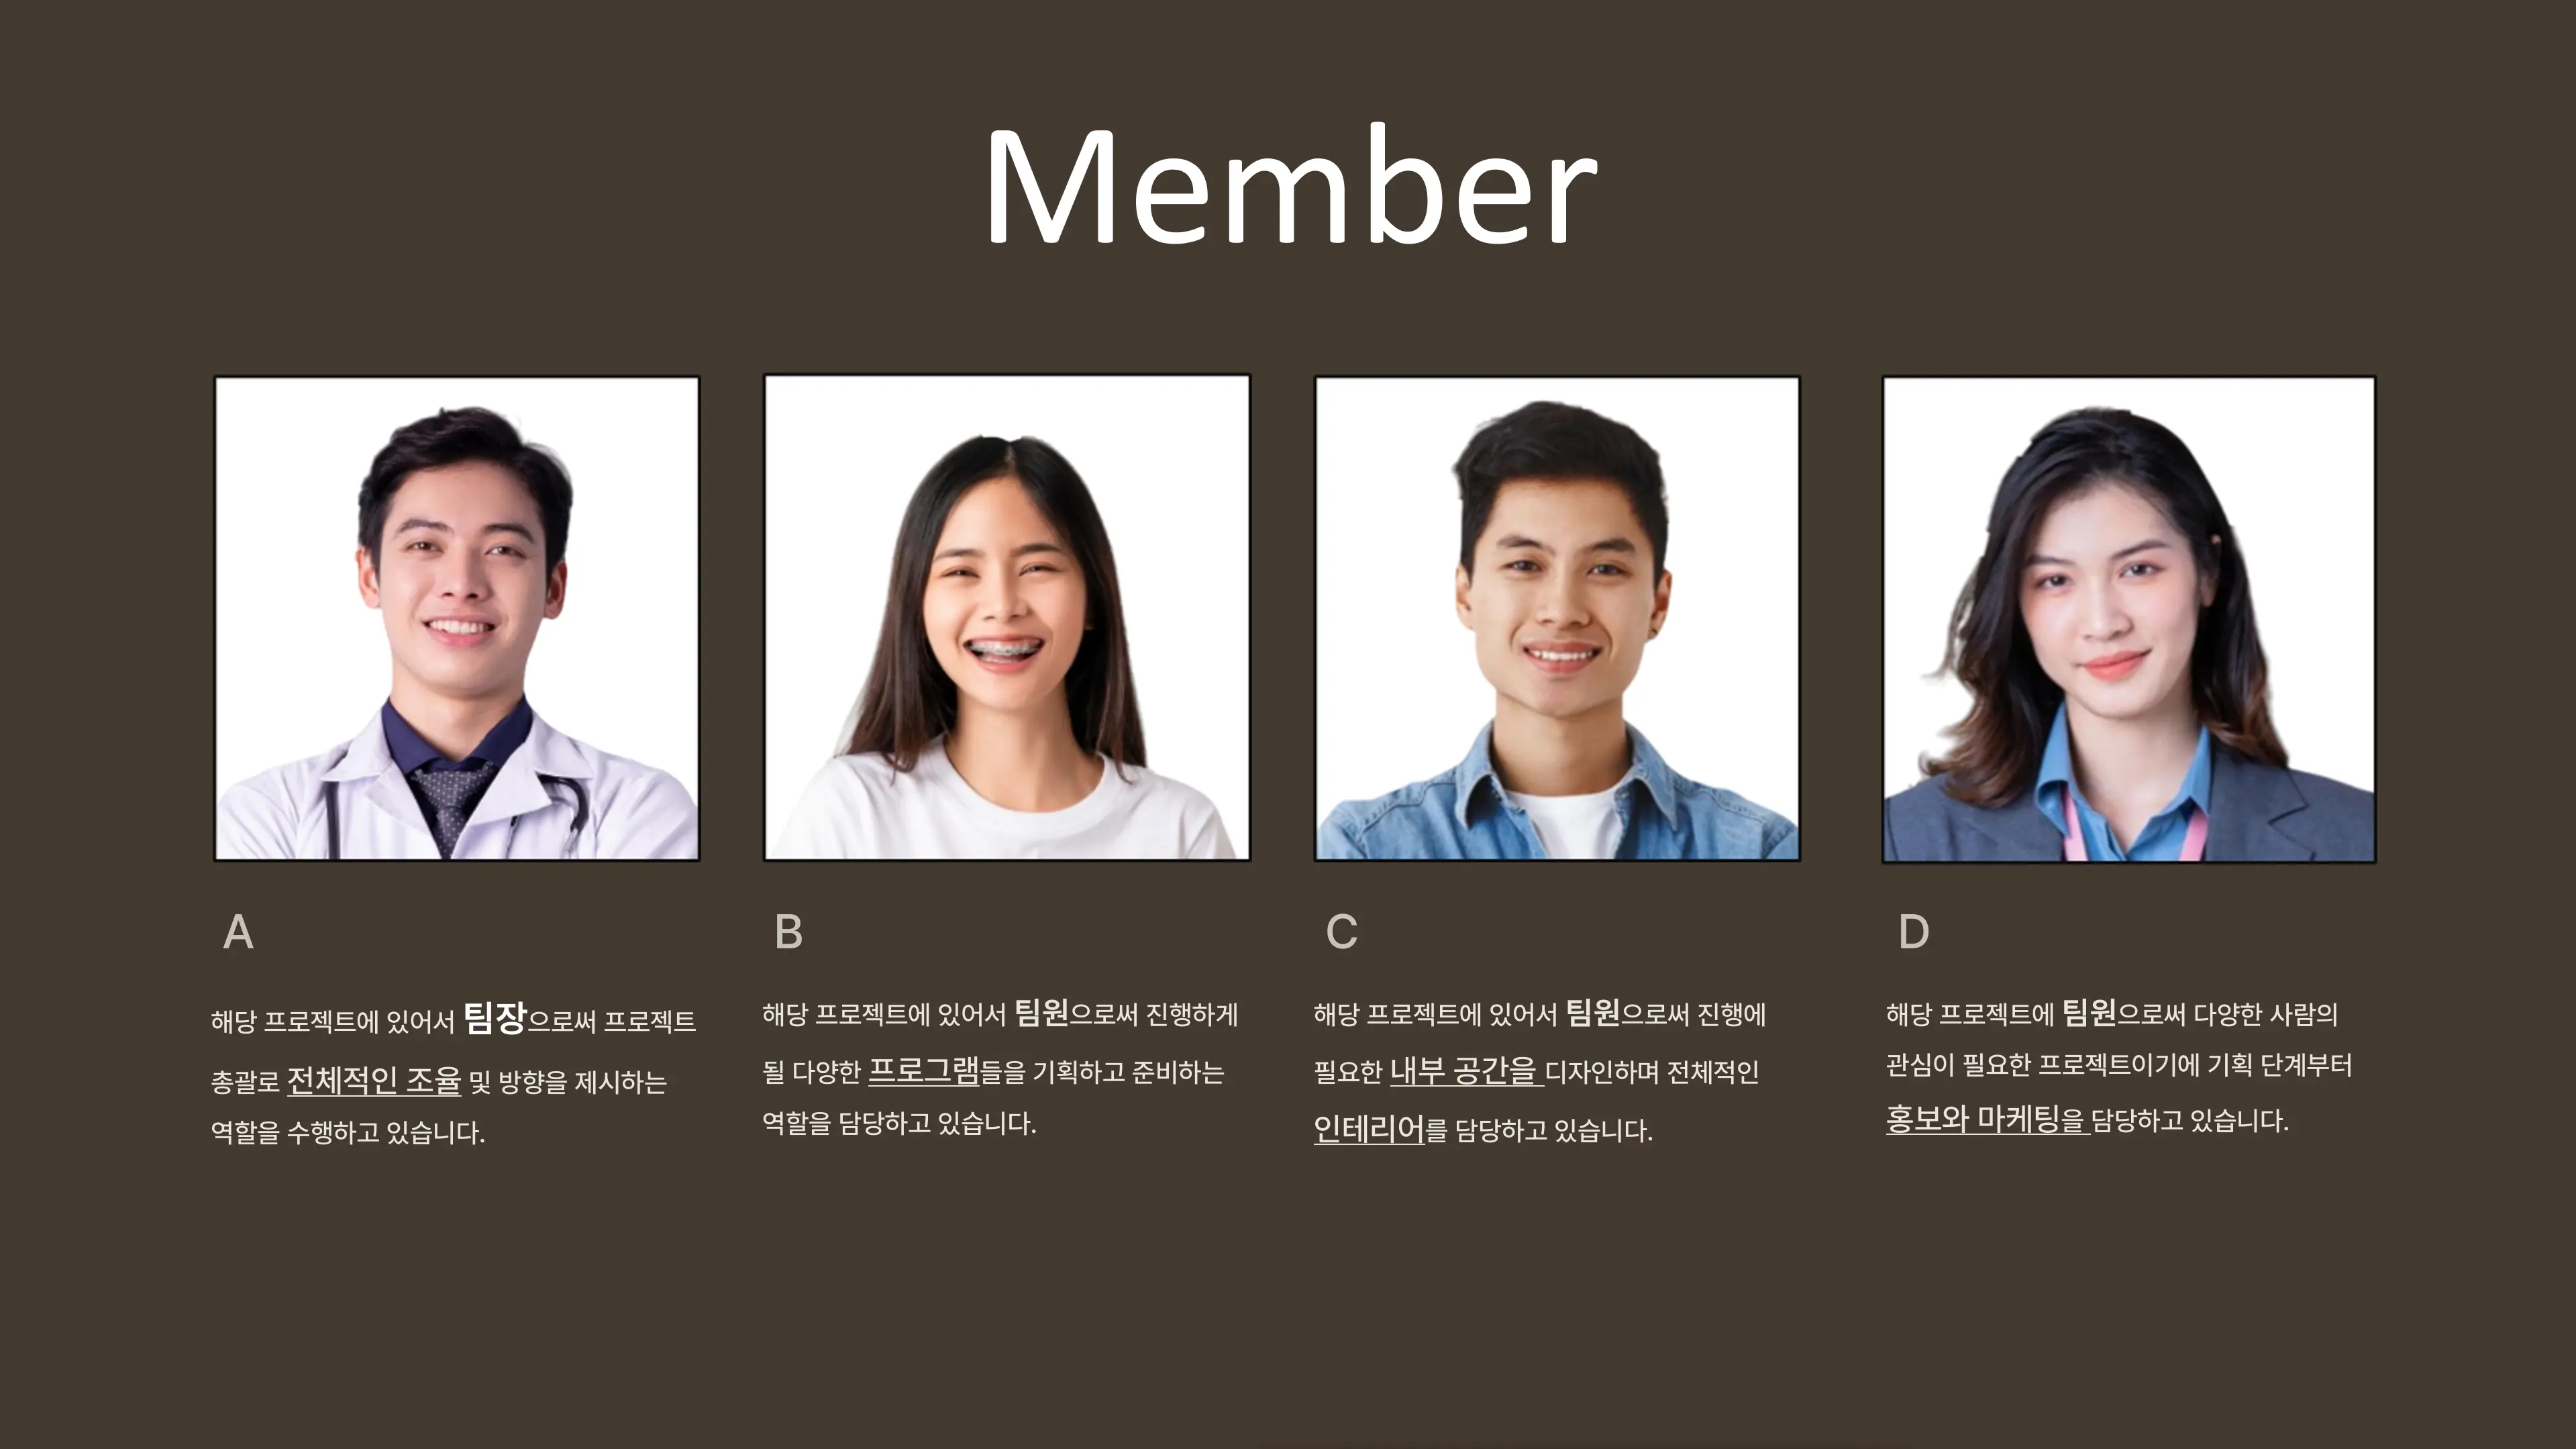 Member
A
해당 프로젝트에 있어서 팀장으로써 프로젝트
총괄로 전체적인 조율 및 방향을 제시하는
역할을 수행하고 있습니다.
B
해당 프로젝트에 있어서 팀원으로써 진행하게
될 다양한 프로그램들을 기획하고 준비하는
역할을 담당하고 있습니다.
C
해당 프로젝트에 있어서 팀원으로써 진행에
필요한 내부 공간을 디자인하며 전체적인
인테리어를 담당하고 있습니다.
D
해당 프로젝트에 팀원으로써 다양한 사람의
관심이 필요한 프로젝트이기에 기획 단계부터
홍보와 마케팅을 담당하고 있습니다.